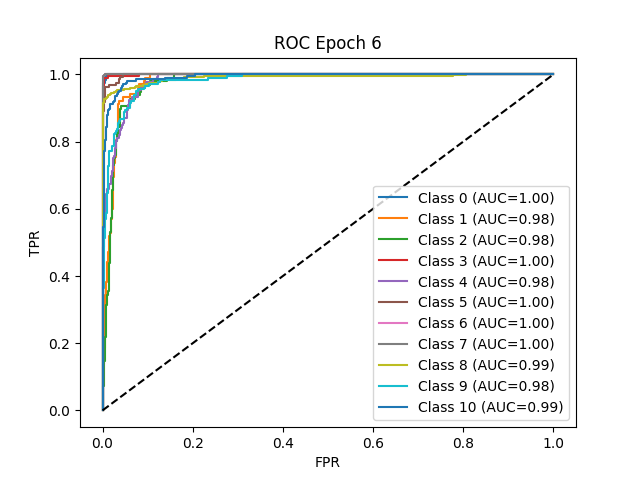 ROC Epoch 6
1.0
0.8
0.6
0.4
0.2
0.0
TPR
Class 0 (AUC=1.00)
Class 1 (AUC=0.98)
Class 2 (AUC=0.98)
Class 3 (AUC=1.00)
Class 4 (AUC=0.98)
Class 5 (AUC=1.00)
Class 6 (AUC=1.00)
Class 7 (AUC=1.00)
Class 8 (AUC=0.99)
Class 9 (AUC=0.98)
Class 10 (AUC=0.99)
0.0 0.2 0.4 0.6 0.8 1.0
FPR